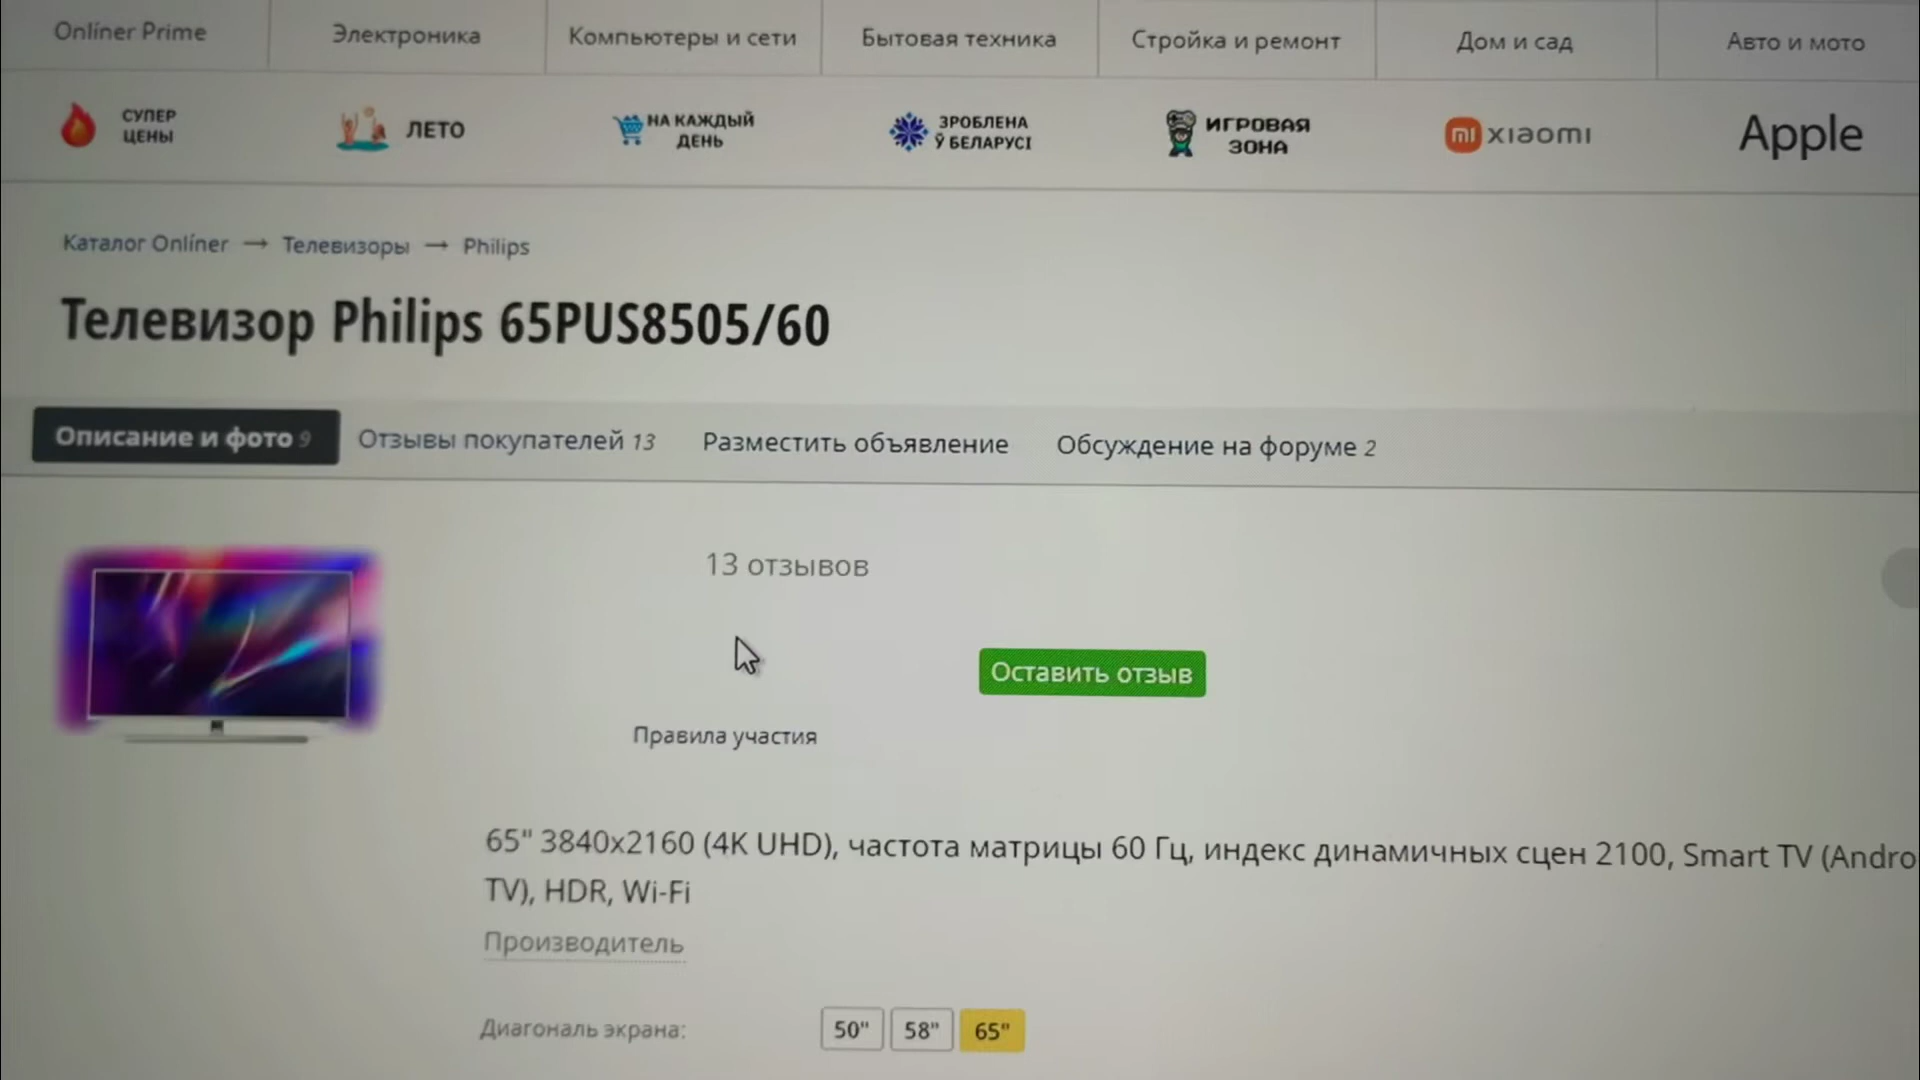 Onliner Prime
Электроника
Компьютеры и сети
Бытовая техника
Стройка и ремонт
Дом и сад
Авто и мото
СУПЕР
ЦЕНЫ
ЛЕТО
НА КАЖДЫЙ
ДЕНЬ
ЗРОБЛЕНА
Ў БЕЛАРУСІ
ИГРОВАЯ
ЗОНА
mi xiaomi
Apple
Каталог Onliner → Телевизоры → Philips
Телевизор Philips 65PUS8505/60
Описание и фото 9
Отзывы покупателей 13
Разместить объявление
Обсуждение на форуме 2
13 отзывов
Оставить отзыв
Правила участия
65" 3840x2160 (4K UHD), частота матрицы 60 Гц, индекс динамичных сцен 2100, Smart TV (Andro
TV), HDR, Wi-Fi
Производитель
Диагональ экрана:
50" 58" 65"